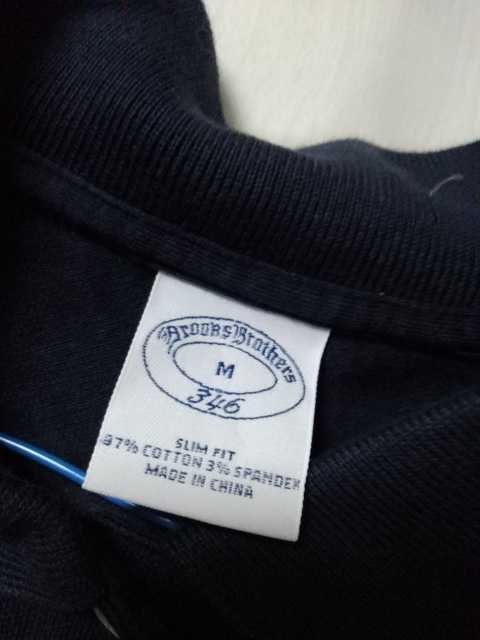 Brooks Brothers
M
346
SLIM FIT
97% COTTON 3% SPANDEX
MADE IN CHINA